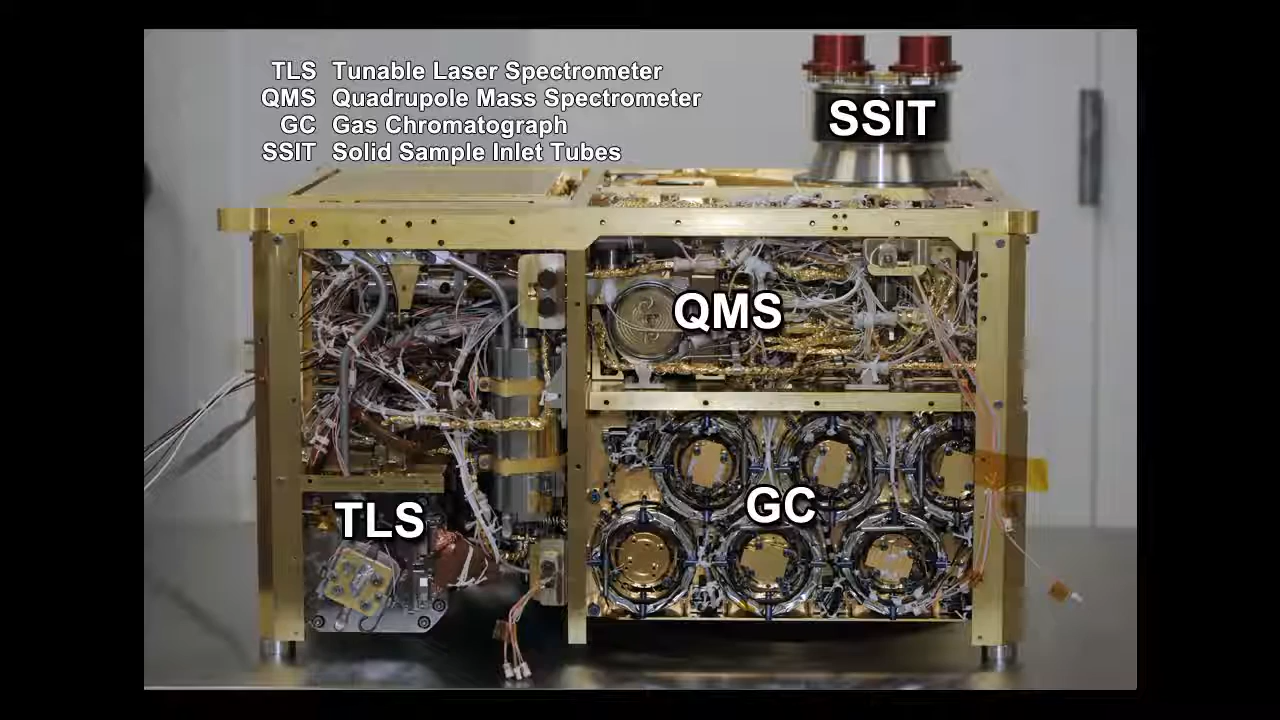 TLS Tunable Laser Spectrometer
QMS Quadrupole Mass Spectrometer
GC Gas Chromatograph
SSIT Solid Sample Inlet Tubes
SSIT
QMS
GC
TLS